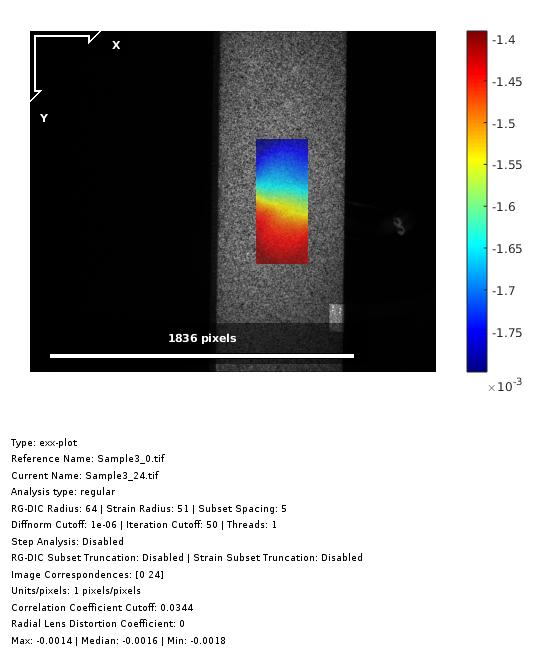 X
Y
1836 pixels
-1.4
-1.45
-1.5
-1.55
-1.6
-1.65
-1.7
-1.75
×10⁻³
Type: exx-plot
Reference Name: Sample3_0.tif
Current Name: Sample3_24.tif
Analysis type: regular
RG-DIC Radius: 64 | Strain Radius: 51 | Subset Spacing: 5
Diffnorm Cutoff: 1e-06 | Iteration Cutoff: 50 | Threads: 1
Step Analysis: Disabled
RG-DIC Subset Truncation: Disabled | Strain Subset Truncation: Disabled
Image Correspondences: [0 24]
Units/pixels: 1 pixels/pixels
Correlation Coefficient Cutoff: 0.0344
Radial Lens Distortion Coefficient: 0
Max: -0.0014 | Median: -0.0016 | Min: -0.0018